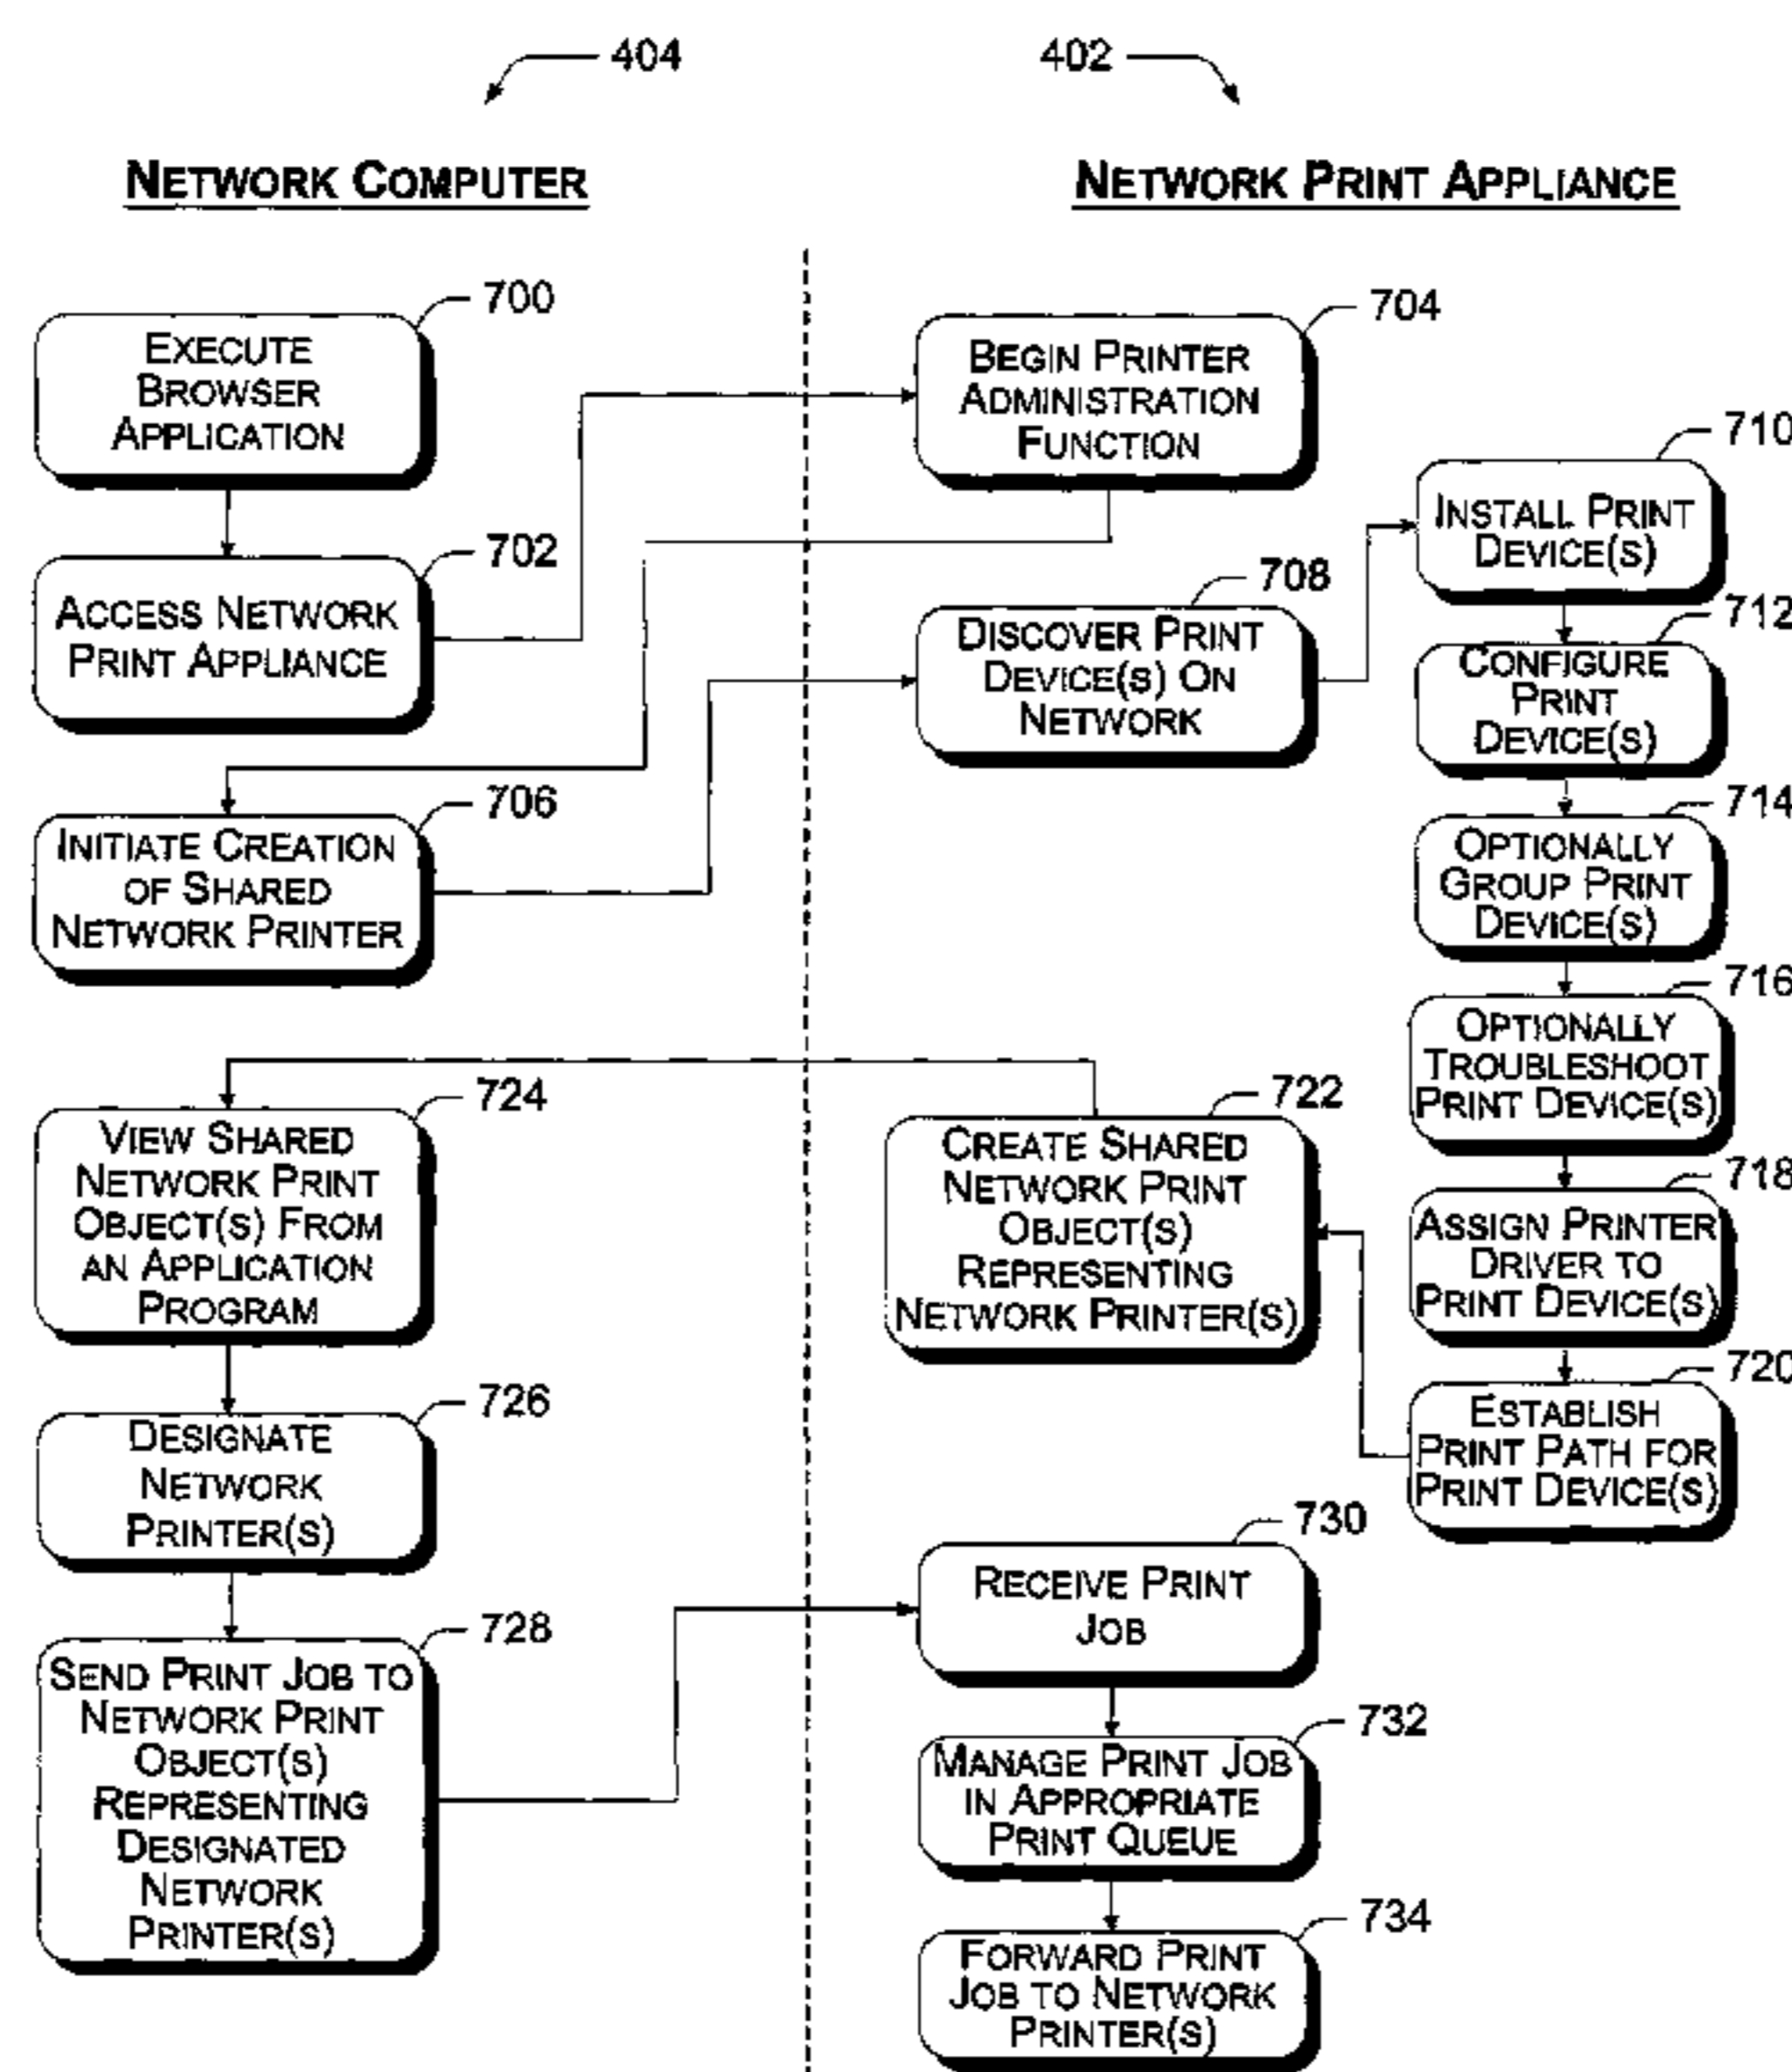 404
402
NETWORK COMPUTER
NETWORK PRINT APPLIANCE
700
EXECUTE
BROWSER
APPLICATION
702
ACCESS NETWORK
PRINT APPLIANCE
704
BEGIN PRINTER
ADMINISTRATION
FUNCTION
706
INITIATE CREATION
OF SHARED
NETWORK PRINTER
708
DISCOVER PRINT
DEVICE(S) ON
NETWORK
710
INSTALL PRINT
DEVICE(S)
712
CONFIGURE
PRINT
DEVICE(S)
714
OPTIONALLY
GROUP PRINT
DEVICE(S)
716
OPTIONALLY
TROUBLESHOOT
PRINT DEVICE(S)
718
ASSIGN PRINTER
DRIVER TO
PRINT DEVICE(S)
720
ESTABLISH
PRINT PATH FOR
PRINT DEVICE(S)
722
CREATE SHARED
NETWORK PRINT
OBJECT(S)
REPRESENTING
NETWORK PRINTER(S)
724
VIEW SHARED
NETWORK PRINT
OBJECT(S) FROM
AN APPLICATION
PROGRAM
726
DESIGNATE
NETWORK
PRINTER(S)
728
SEND PRINT JOB TO
NETWORK PRINT
OBJECT(S)
REPRESENTING
DESIGNATED
NETWORK
PRINTER(S)
730
RECEIVE PRINT
JOB
732
MANAGE PRINT JOB
IN APPROPRIATE
PRINT QUEUE
734
FORWARD PRINT
JOB TO NETWORK
PRINTER(S)